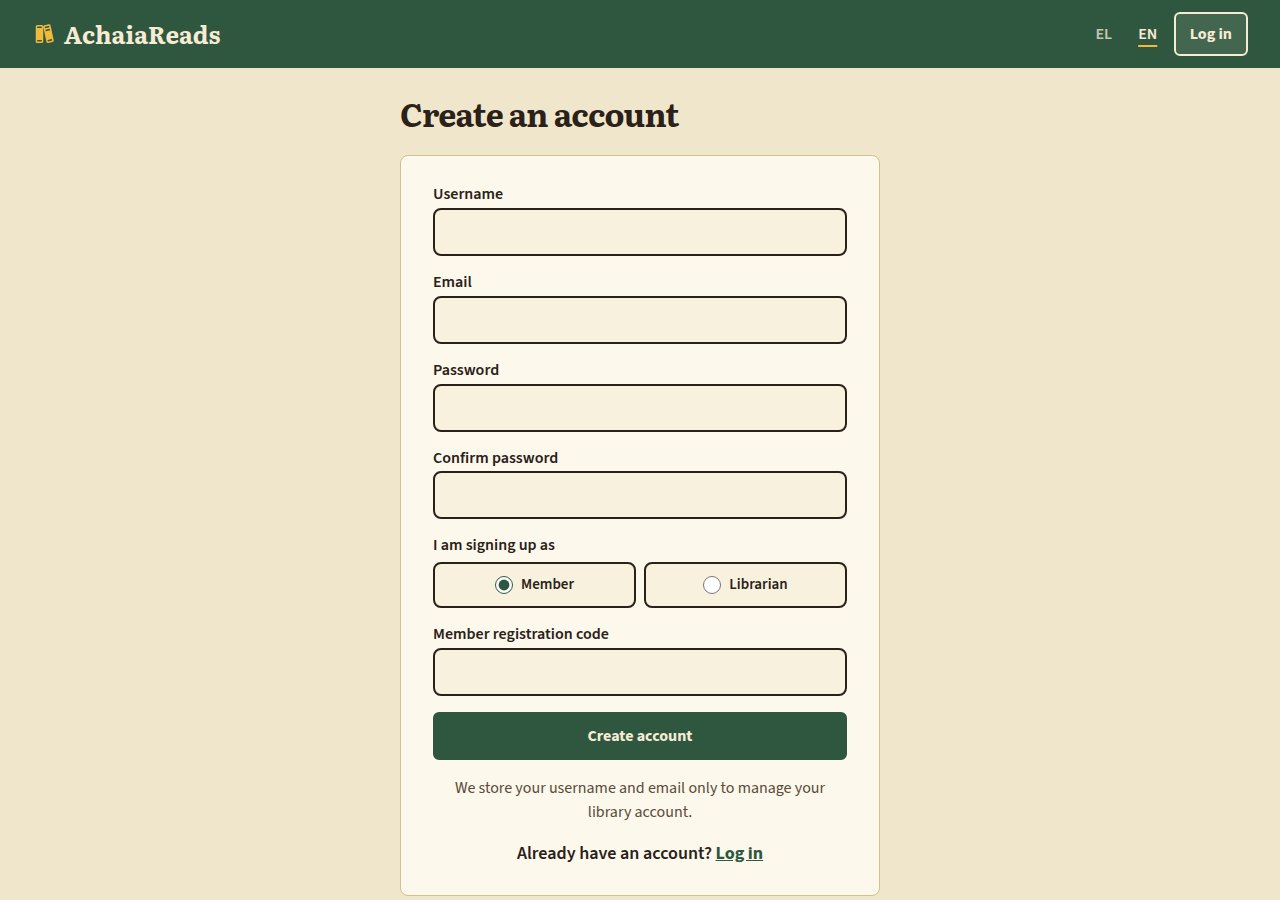 AchaiaReads
EL
EN
Log in
Create an account
Username
Email
Password
Confirm password
I am signing up as
Member
Librarian
Member registration code
Create account
We store your username and email only to manage your
library account.
Already have an account? Log in